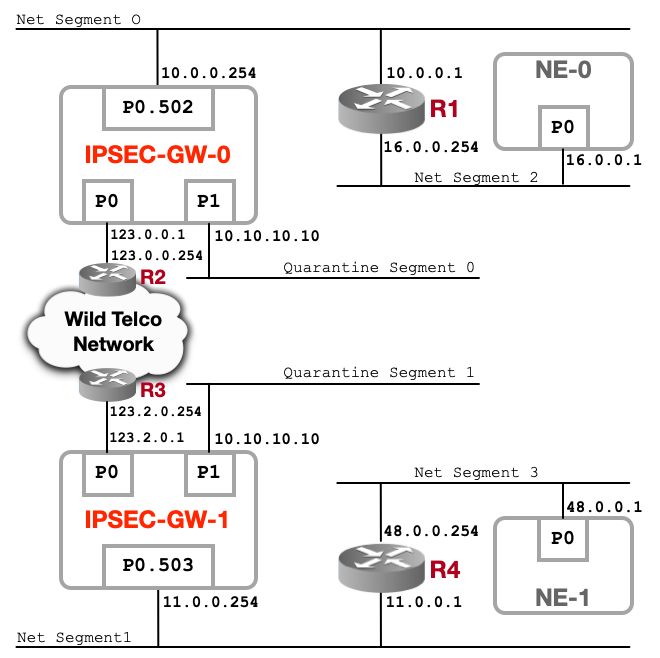 Net Segment O
10.0.0.254
10.0.0.1
NE-0
P0.502
R1
P0
IPSEC-GW-0
16.0.0.254
16.0.0.1
Net Segment 2
P0
P1
123.0.0.1
10.10.10.10
123.0.0.254
Quarantine Segment 0
R2
Wild Telco
Network
Quarantine Segment 1
R3
123.2.0.254
123.2.0.1
10.10.10.10
P0
P1
Net Segment 3
48.0.0.1
IPSEC-GW-1
48.0.0.254
P0
P0.503
R4
NE-1
11.0.0.254
11.0.0.1
Net Segment1